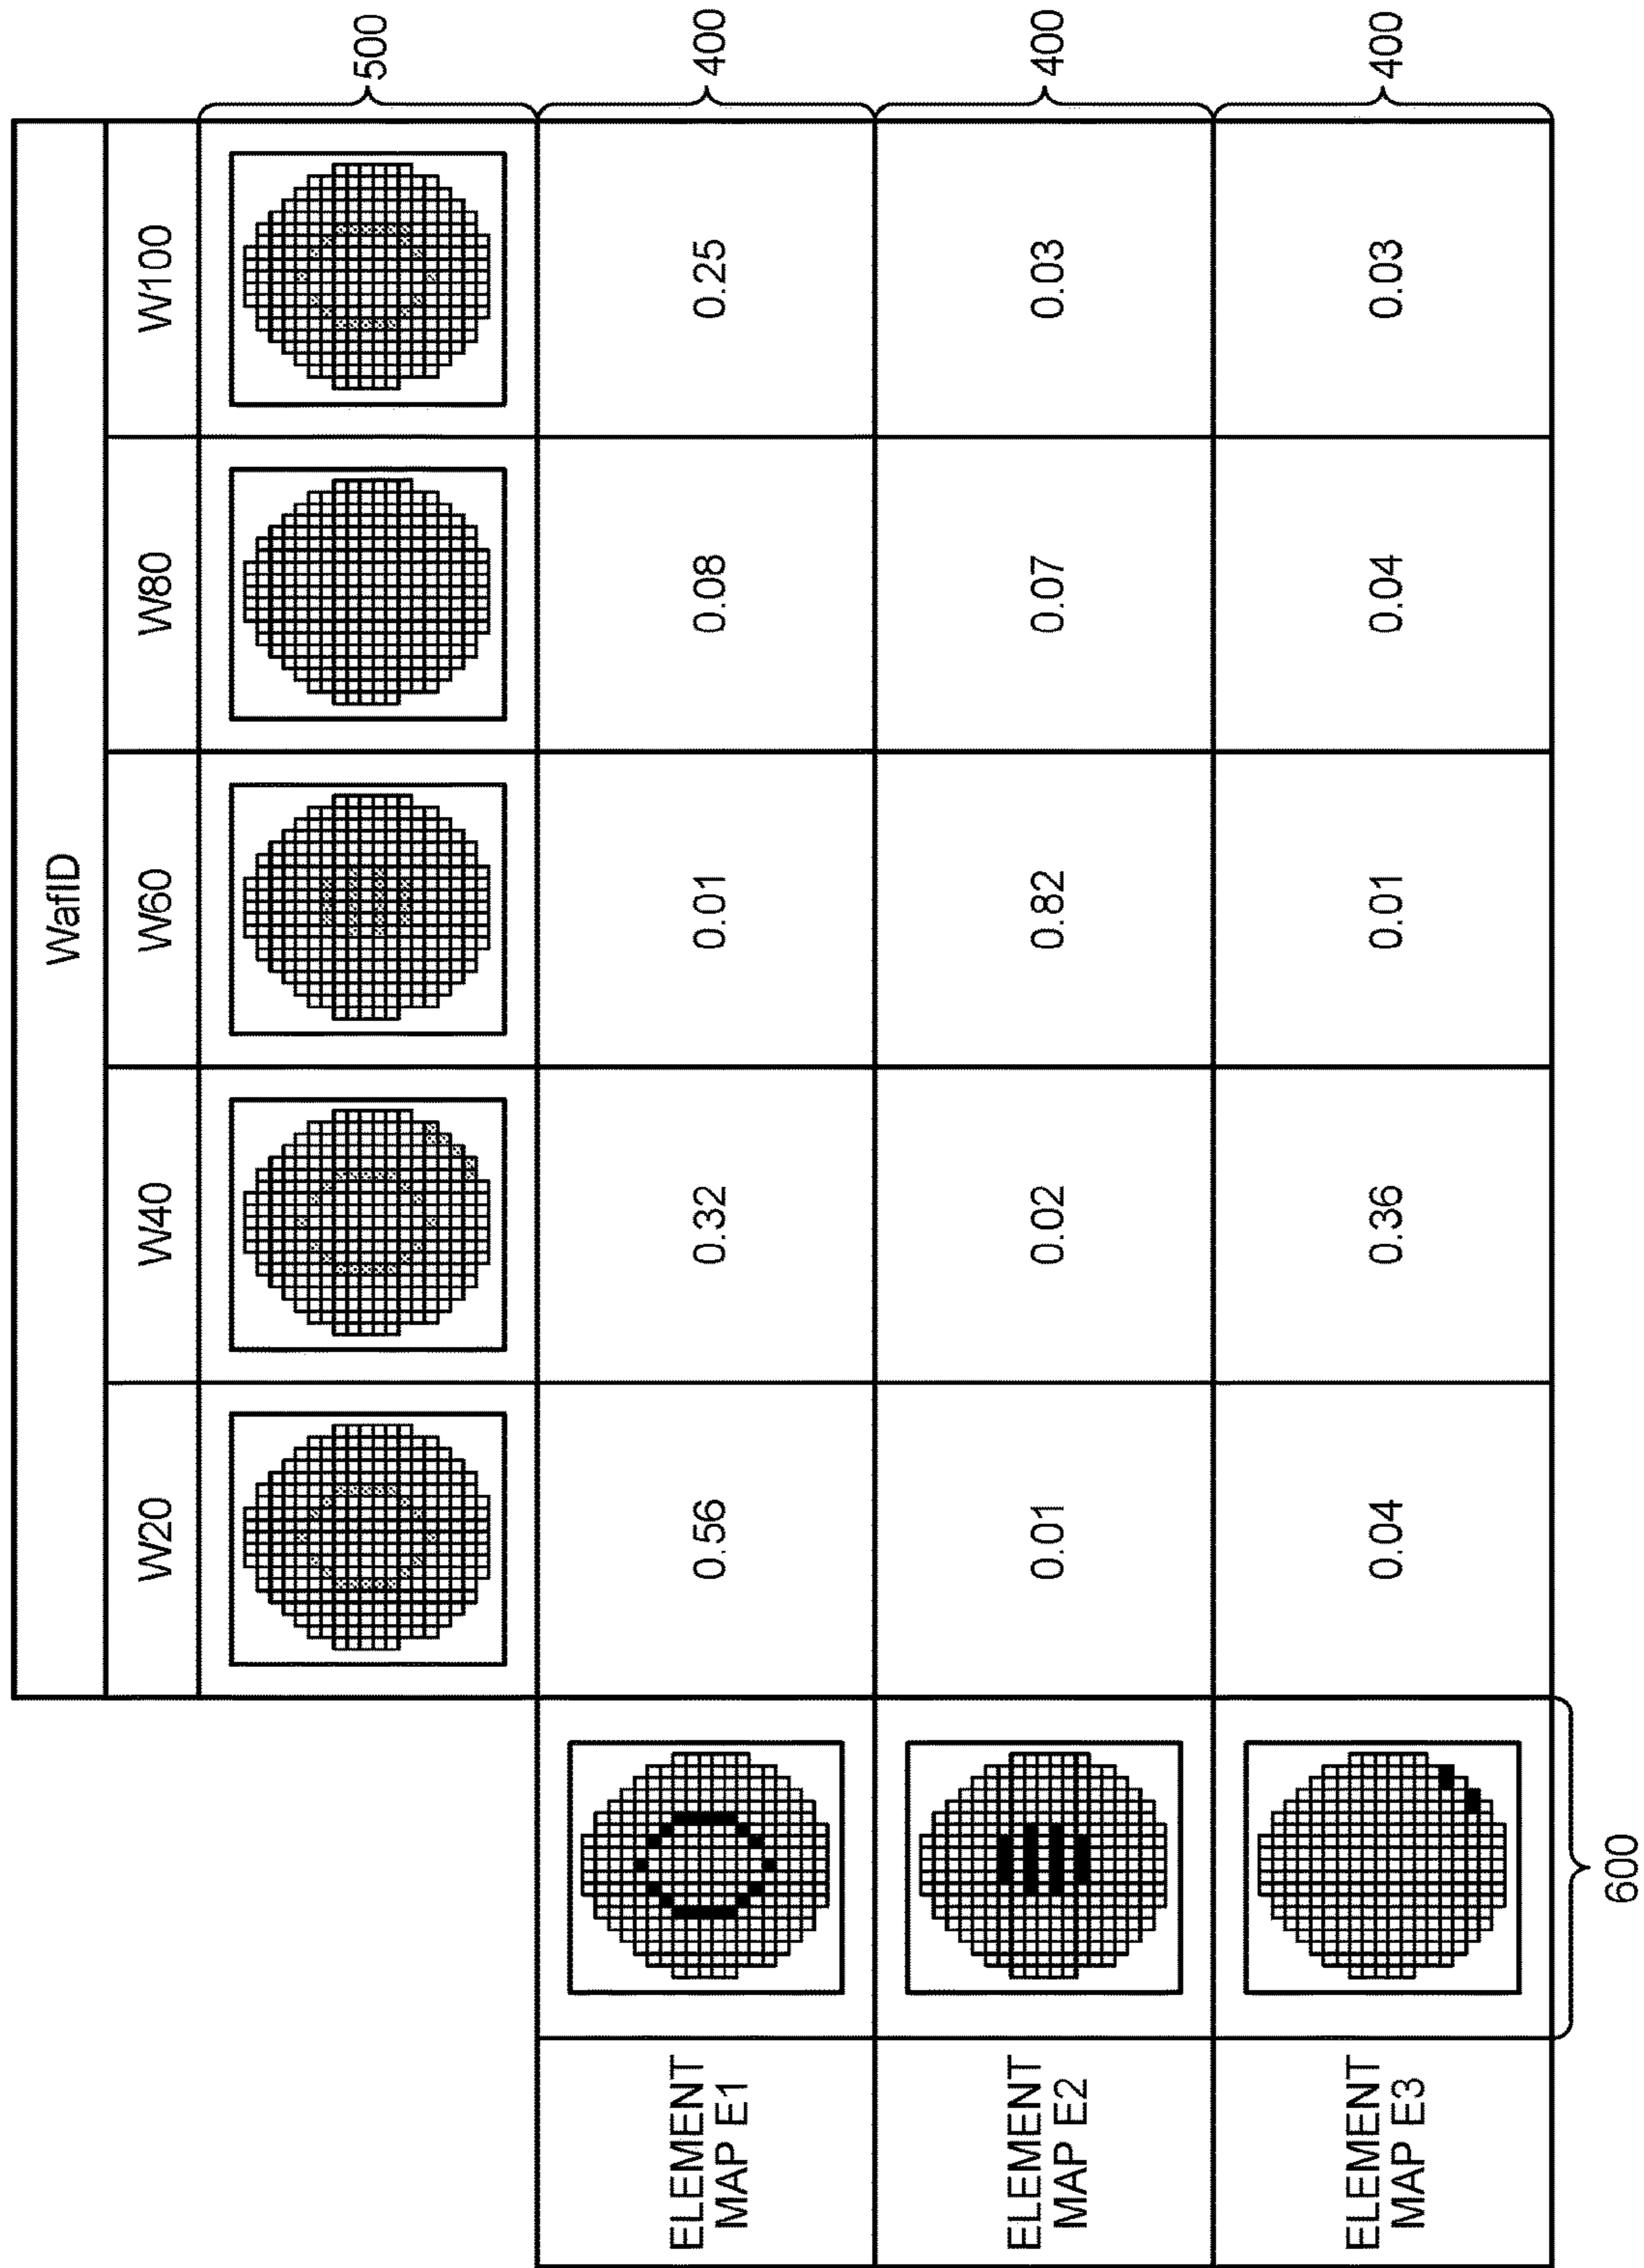 WafID
W20 W40 W60 W80 W100
500
ELEMENT
MAP E1
0.56 0.32 0.01 0.08 0.25
400
ELEMENT
MAP E2
0.01 0.02 0.82 0.07 0.03
400
ELEMENT
MAP E3
0.04 0.36 0.01 0.04 0.03
400
600